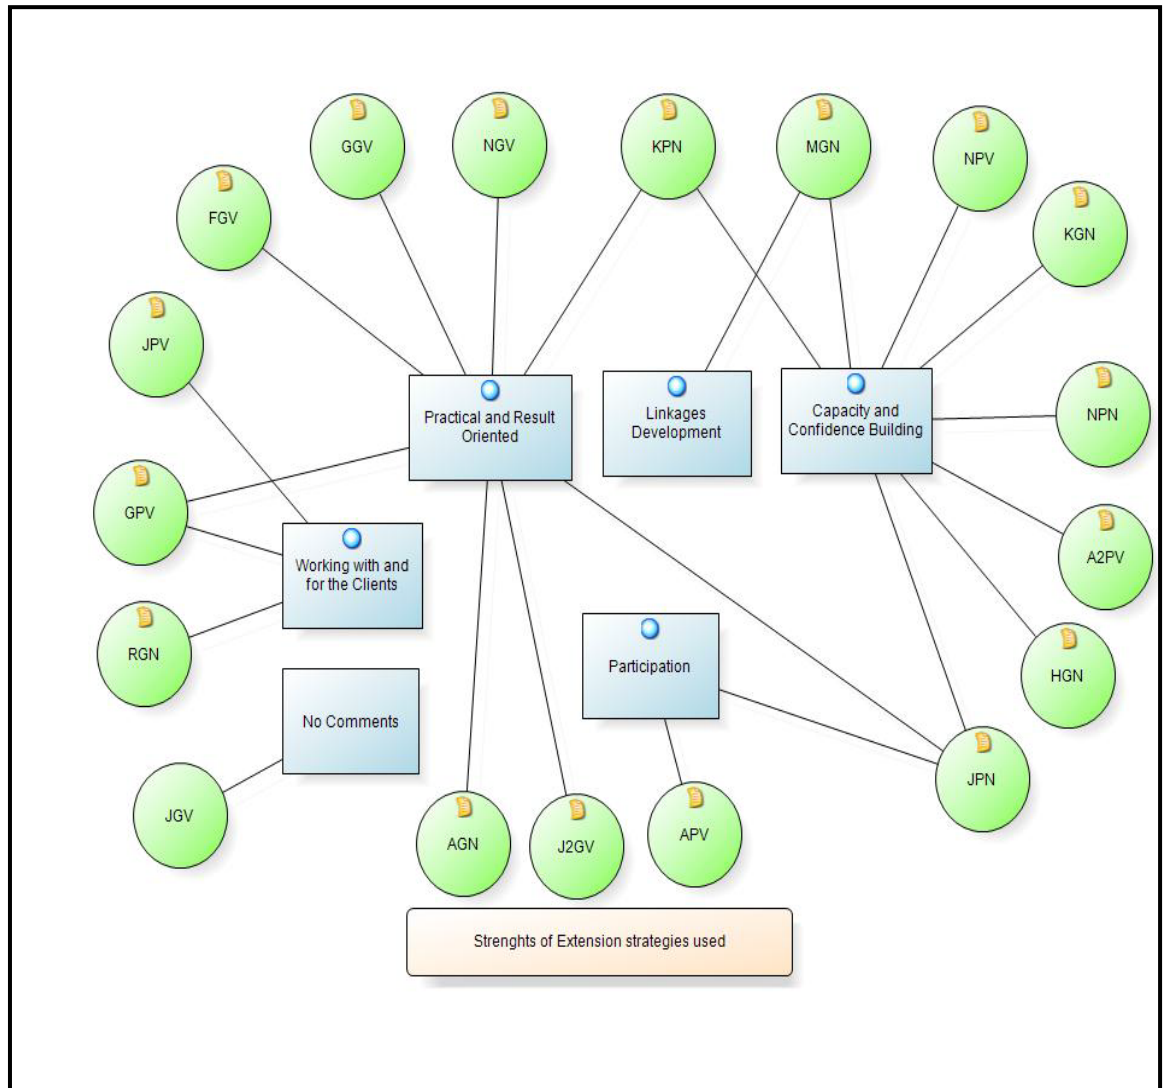 GGV
NGV
KPN
MGN
NPV
FGV
KGN
JPV
Practical and Result
Oriented
Linkages
Development
Capacity and
Confidence Building
NPN
GPV
A2PV
Working with and
for the Clients
RGN
Participation
HGN
No Comments
JPN
JGV
AGN
J2GV
APV
Strenghts of Extension strategies used